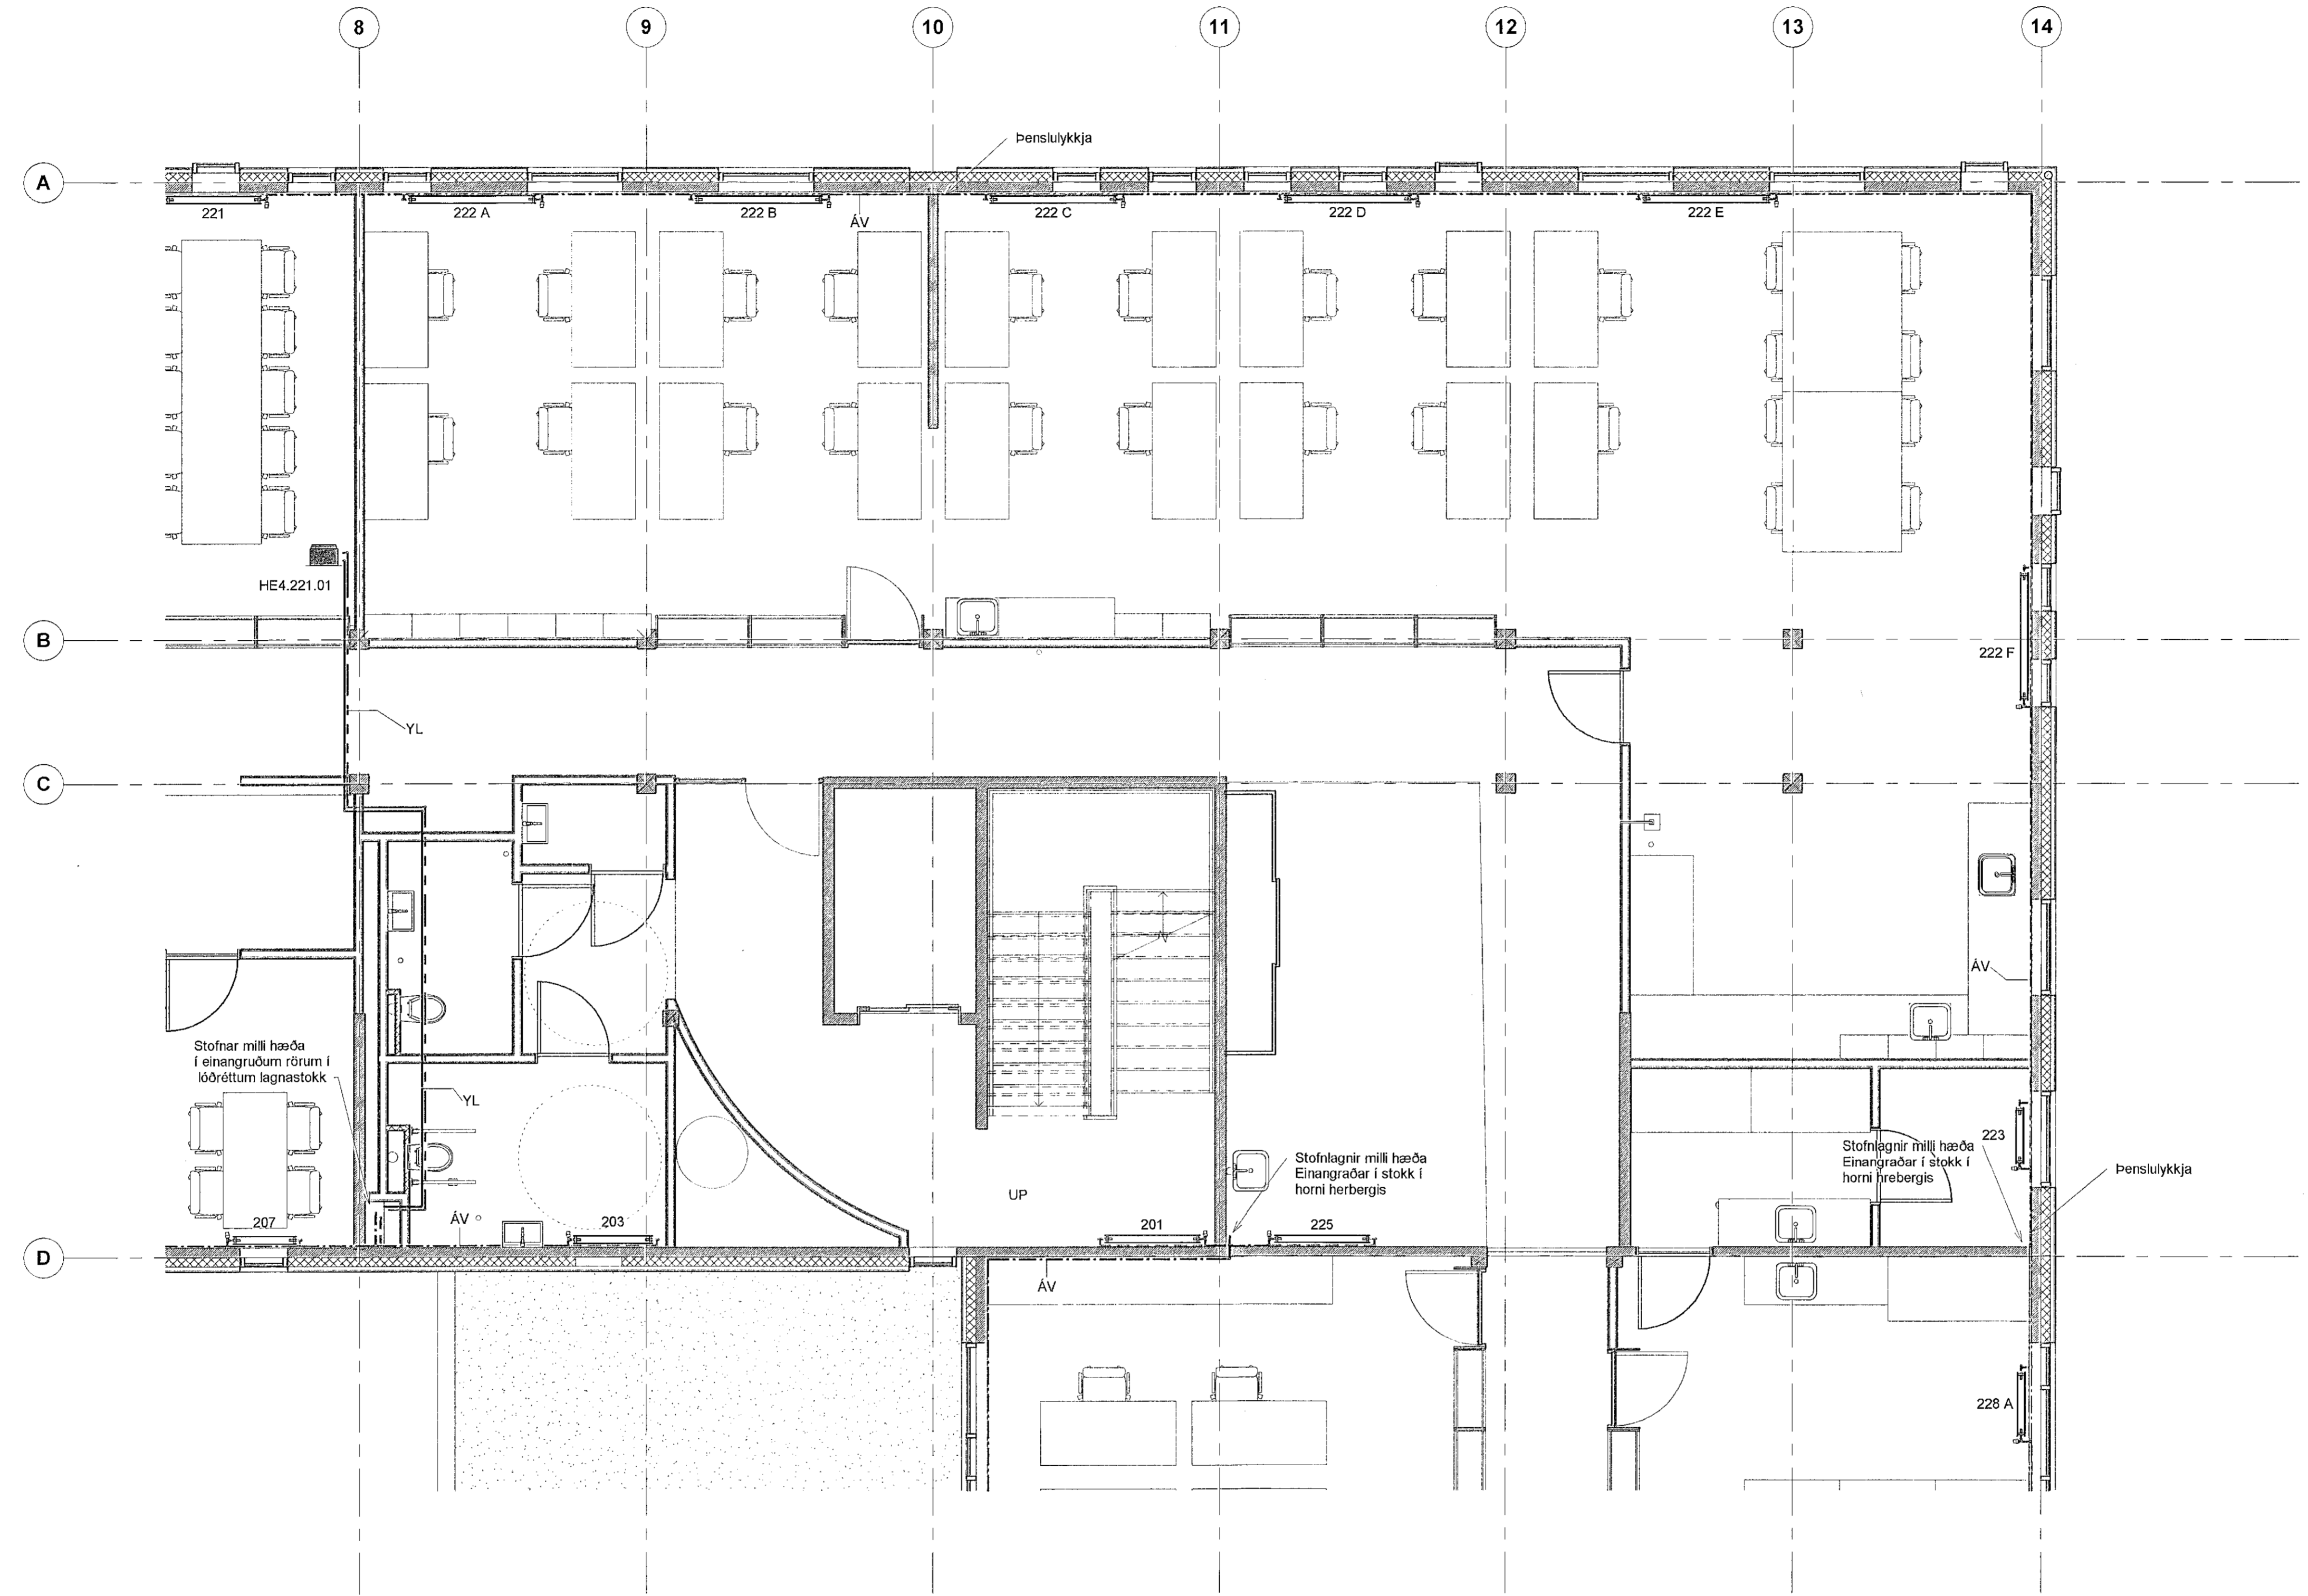 8
9
10
11
12
13
14
Þenslulykkja
A
221
222 A
222 B
ÁV
222 C
222 D
222 E
HE4.221.01
B
222 F
YL
C
ÁV
Stofnar milli hæða
í einangruðum rörum í
lóðréttum lagnastokk
YL
UP
Stofnlagnir milli hæða
Einangraðar í stokk í
horni herbergis
223
Stofnlagnir milli hæða
Einangraðar í stokk í
horni hrebergis
Þenslulykkja
207
ÁV
203
201
225
D
ÁV
228 A